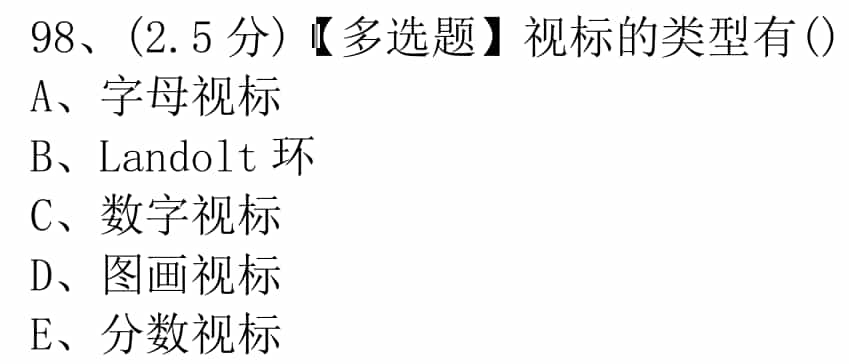 98、(2.5分)【多选题】视标的类型有()
A、字母视标
B、Landolt 环
C、数字视标
D、图画视标
E、分数视标